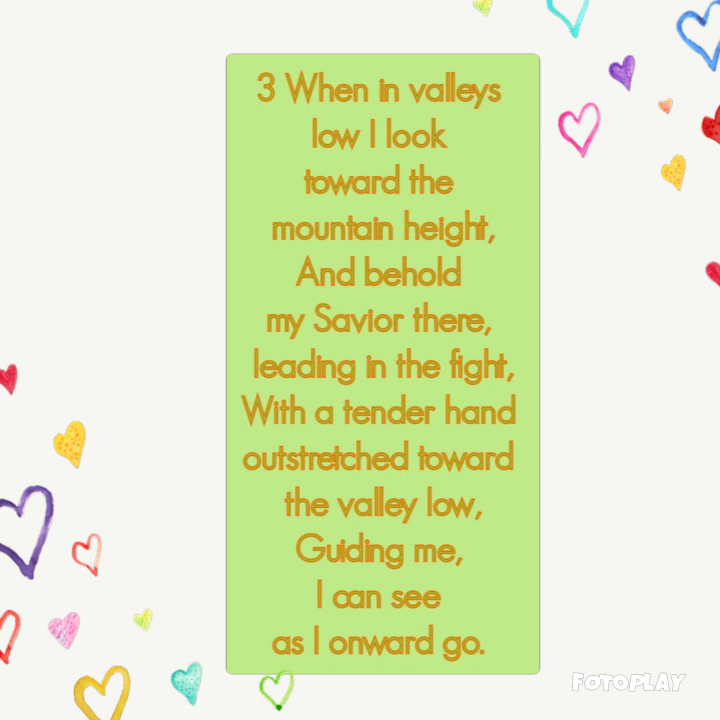 3 When in valleys
low I look
toward the
mountain height,
And behold
my Savior there,
leading in the fight,
With a tender hand
outstretched toward
the valley low,
Guiding me,
I can see
as I onward go.
FOTOPLAY